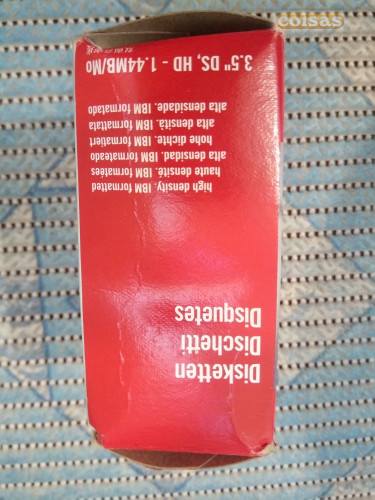 Disketten
Dischetti
Disquetes
high density. IBM formatted
haute densité. IBM formatées
alta densidad. IBM formateado
hohe dichte. IBM formatiert
alta densità. IBM formattata
alta densidade. IBM formatado
3.5" DS, HD - 1.44MB/Mo
coisas